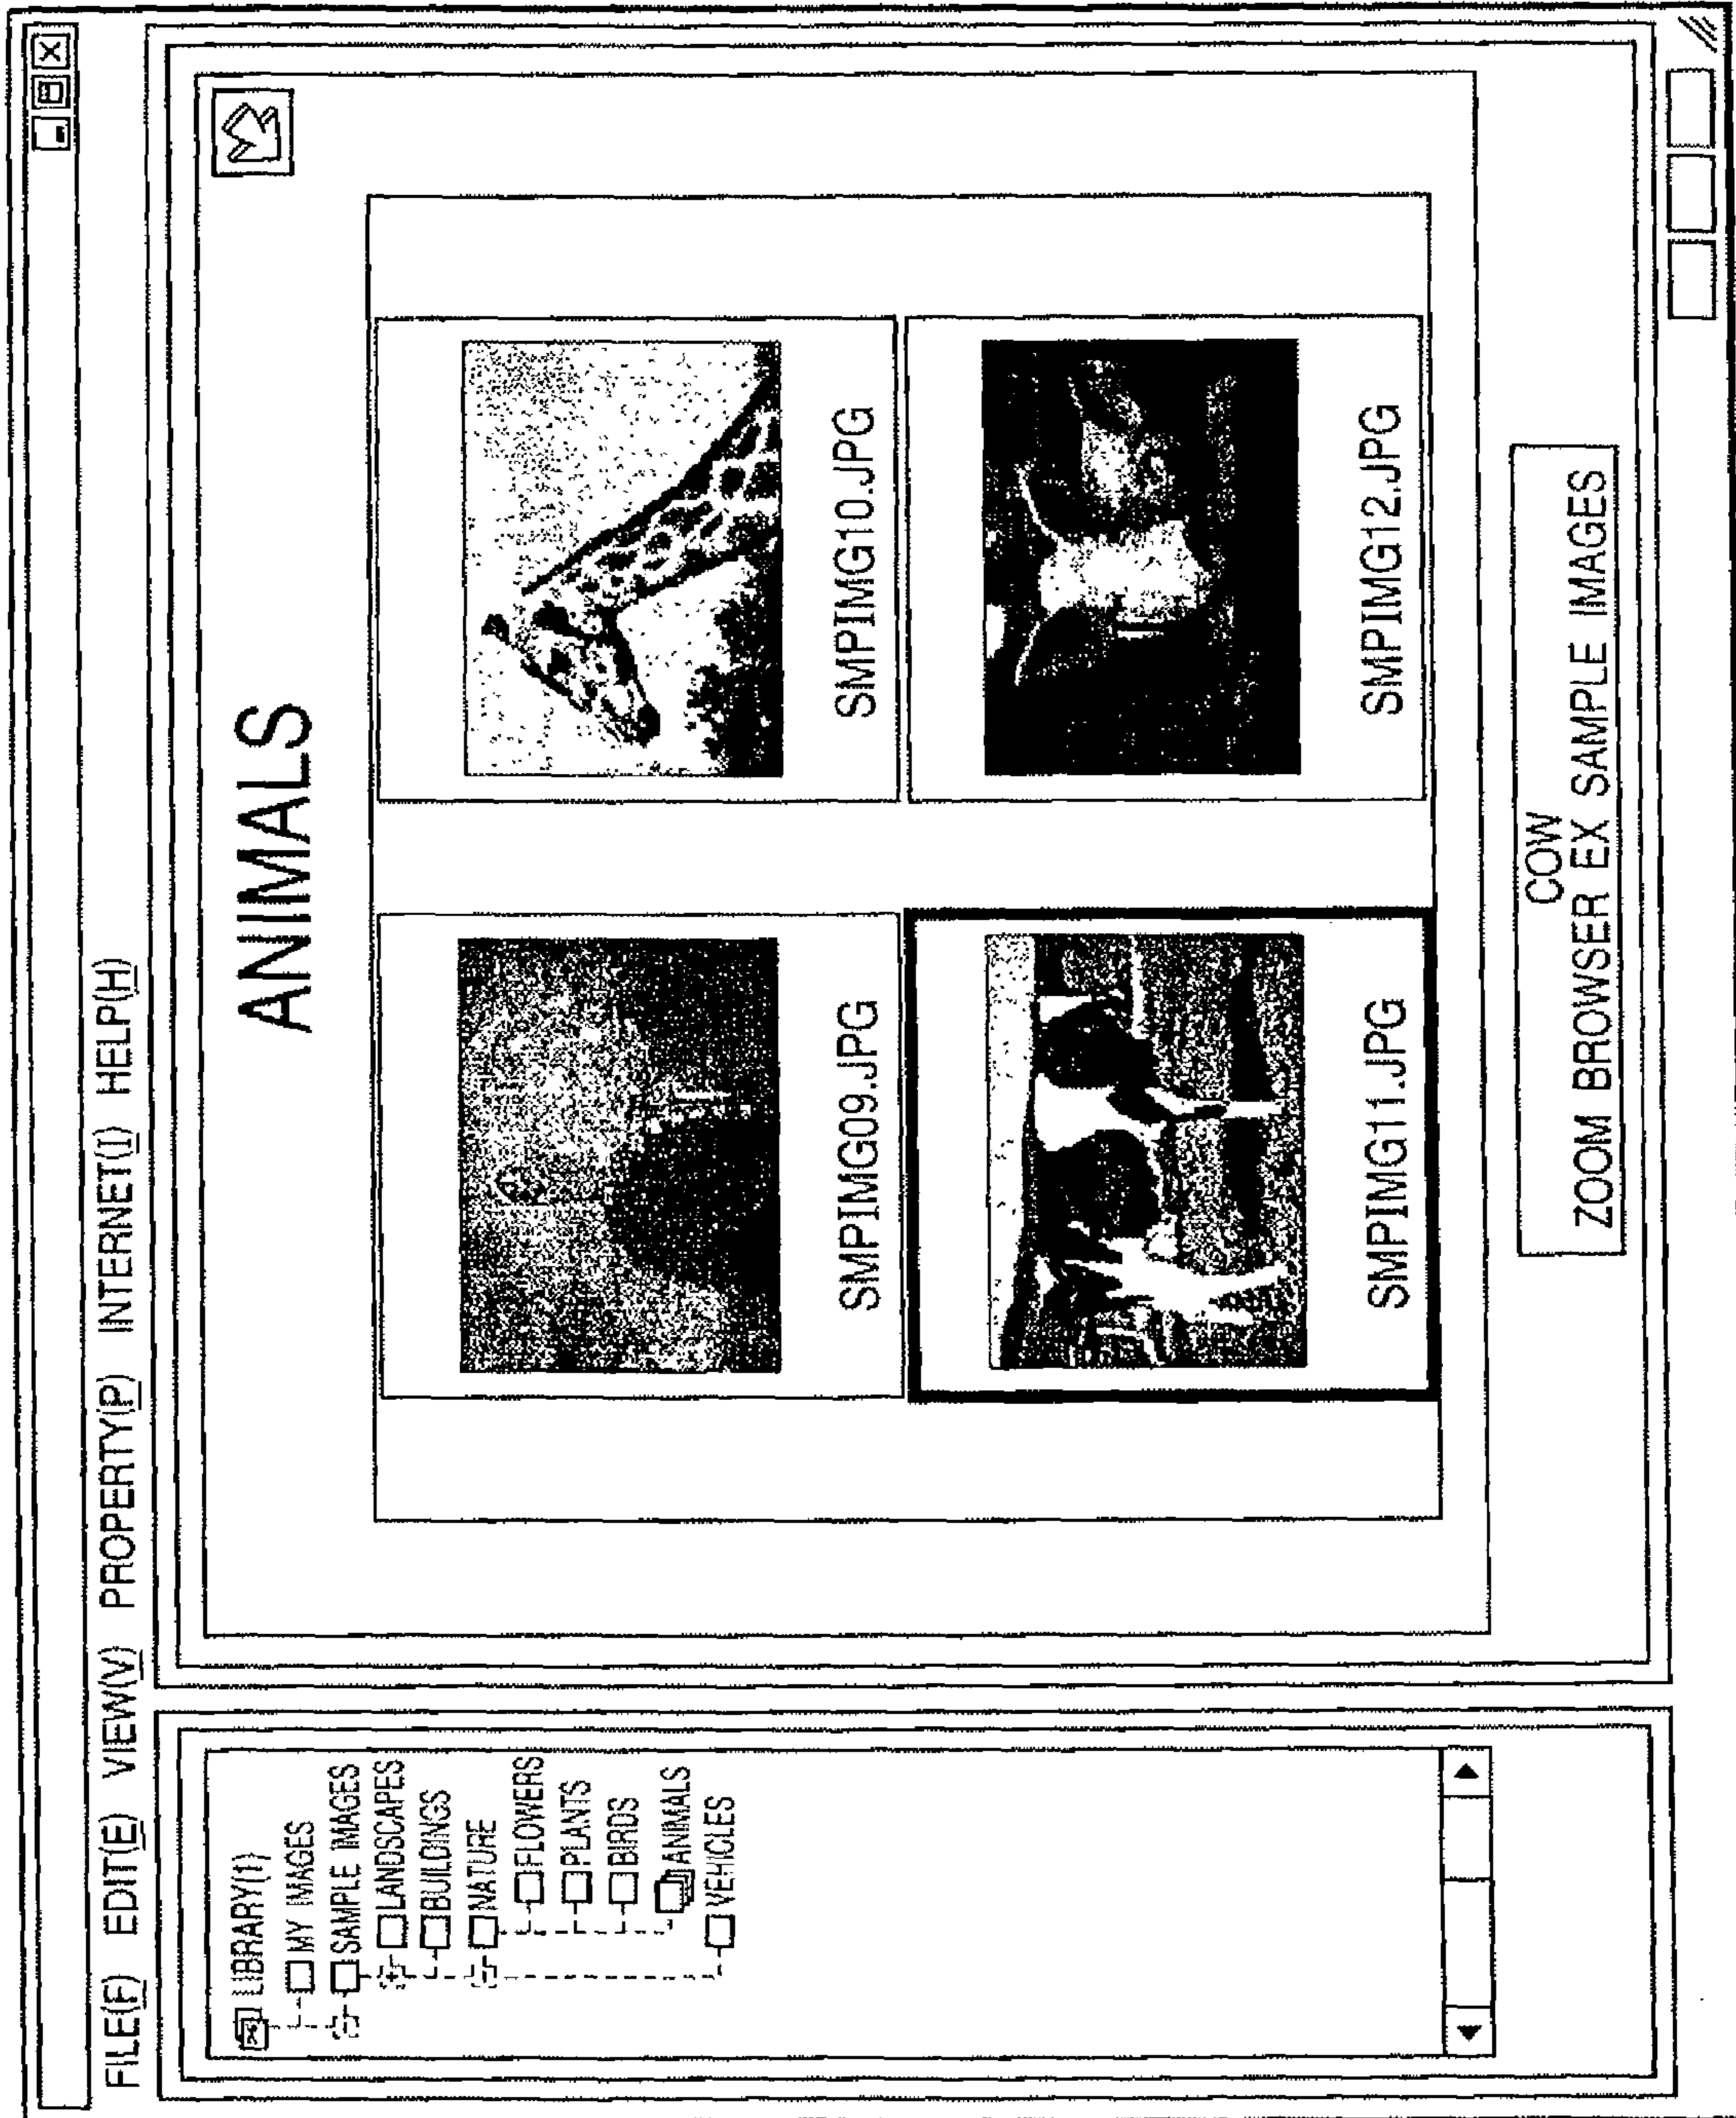 FILE(F) EDIT(E) VIEW(V) PROPERTY(P) INTERNET(I) HELP(H)
LIBRARY(1)
MY IMAGES
SAMPLE IMAGES
LANDSCAPES
BUILDINGS
NATURE
FLOWERS
PLANTS
BIRDS
ANIMALS
VEHICLES
ANIMALS
SMPIMG09.JPG
SMPIMG10.JPG
SMPIMG11.JPG
SMPIMG12.JPG
COW
ZOOM BROWSER EX SAMPLE IMAGES